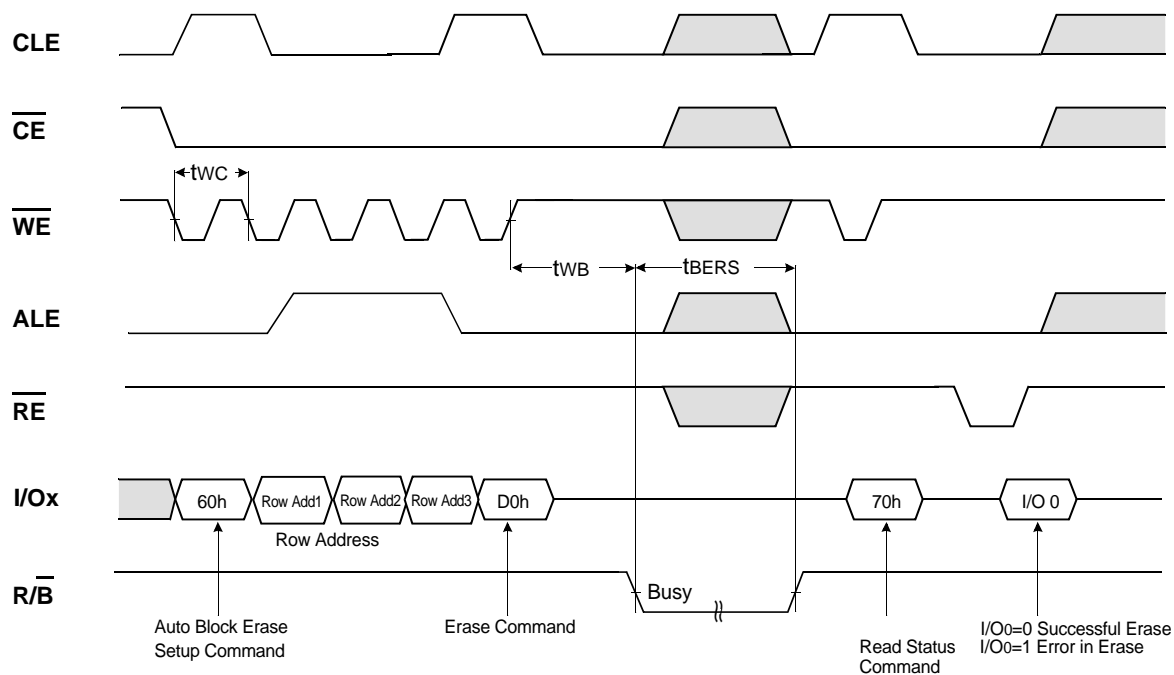 CLE
CE
tWC
WE
tWB
tBERS
ALE
RE
I/Ox
60h
Row Add1
Row Add2
Row Add3
D0h
70h
I/O 0
Row Address
R/B
Busy
Auto Block Erase
Setup Command
Erase Command
Read Status
Command
I/O0=0 Successful Erase
I/O0=1 Error in Erase